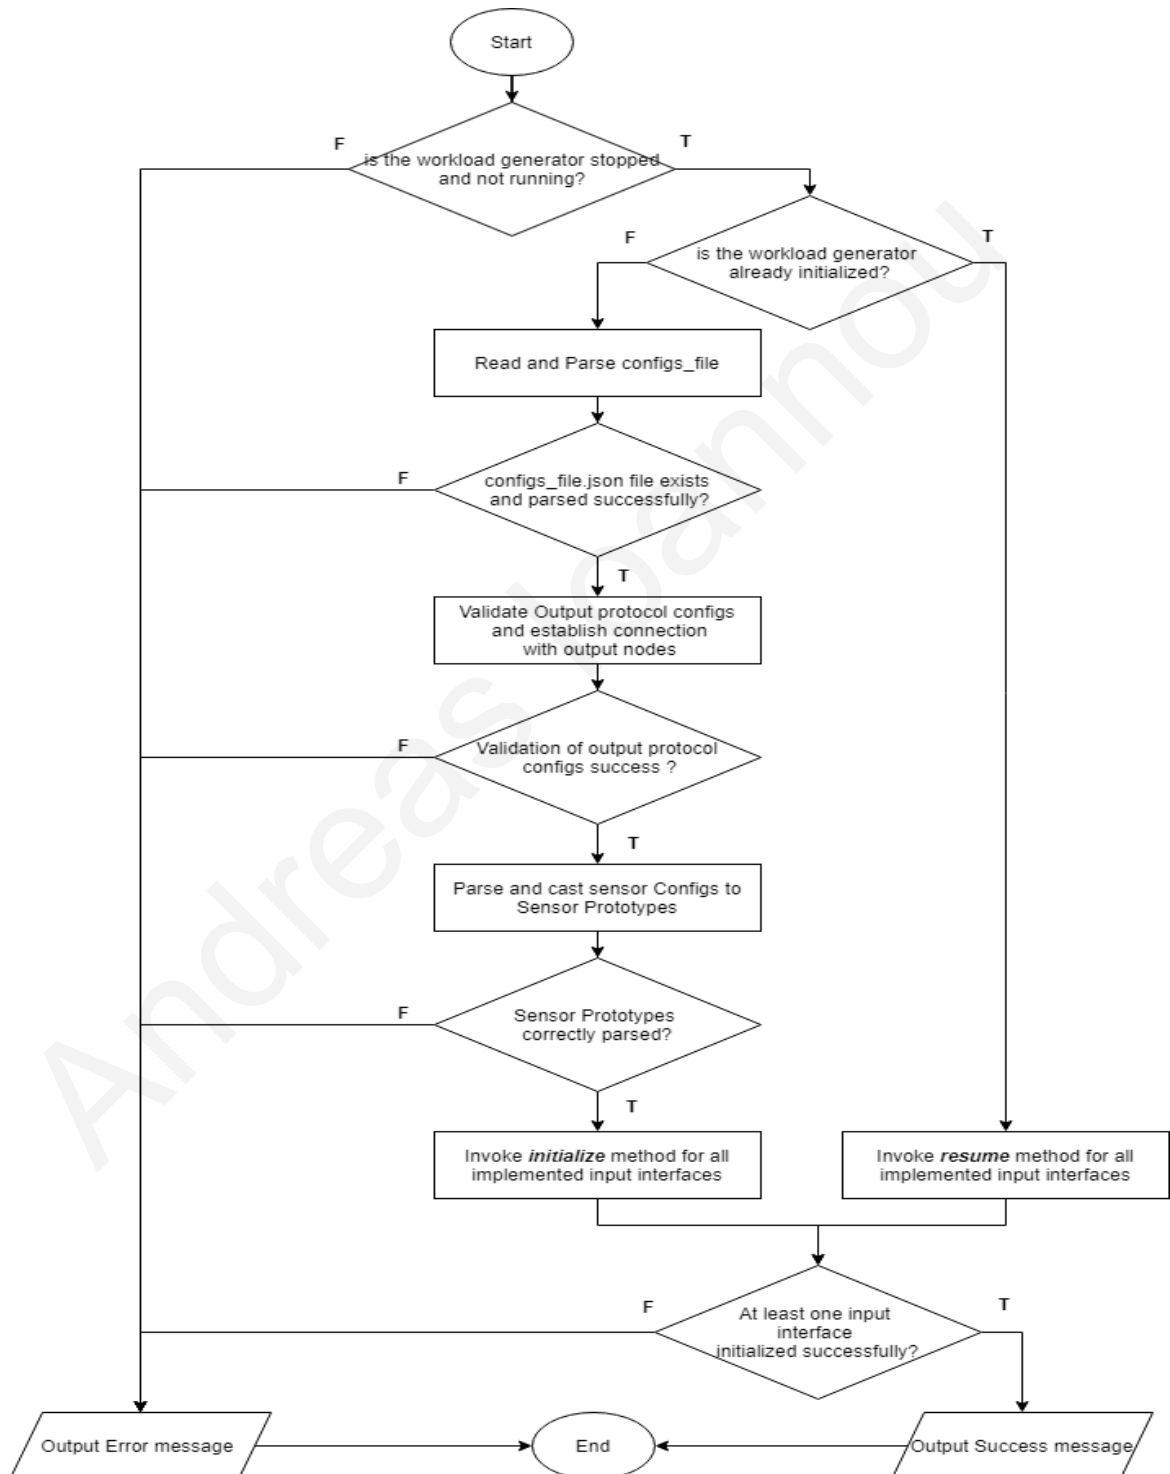 Start
F
T
is the workload generator stopped
and not running?
F
T
is the workload generator
already initialized?
Read and Parse configs_file
F
configs_file.json file exists
and parsed successfully?
T
Validate Output protocol configs
and establish connection
with output nodes
F
Validation of output protocol
configs success ?
T
Parse and cast sensor Configs to
Sensor Prototypes
F
Sensor Prototypes
correctly parsed?
T
Invoke initialize method for all
implemented input interfaces
Invoke resume method for all
implemented input interfaces
F
T
At least one input
interface
initialized successfully?
Output Error message
End
Output Success message
Andreas Ioannou